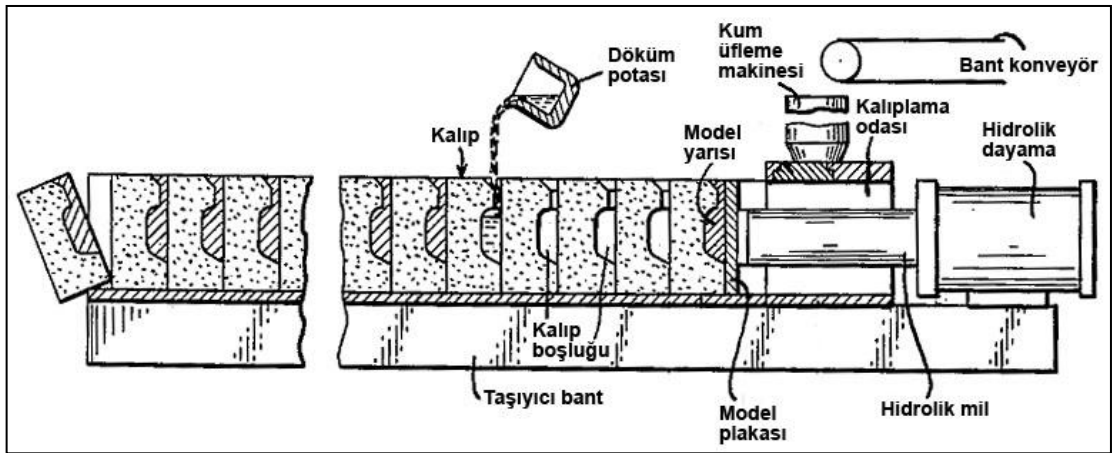 Kum
üfleme
makinesi
Bant konveyör
Döküm
potası
Kalıplama
odası
Kalıp
Model
yarısı
Hidrolik
dayama
Kalıp
boşluğu
Taşıyıcı bant
Model
plakası
Hidrolik mil